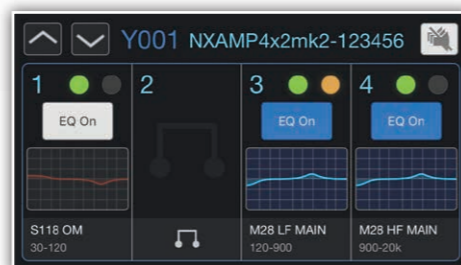 Y001 NXAMP4x2mk2-123456
1 2 3 4
EQ On EQ On EQ On
S118 OM M28 LF MAIN M28 HF MAIN
30-120 120-900 900-20k